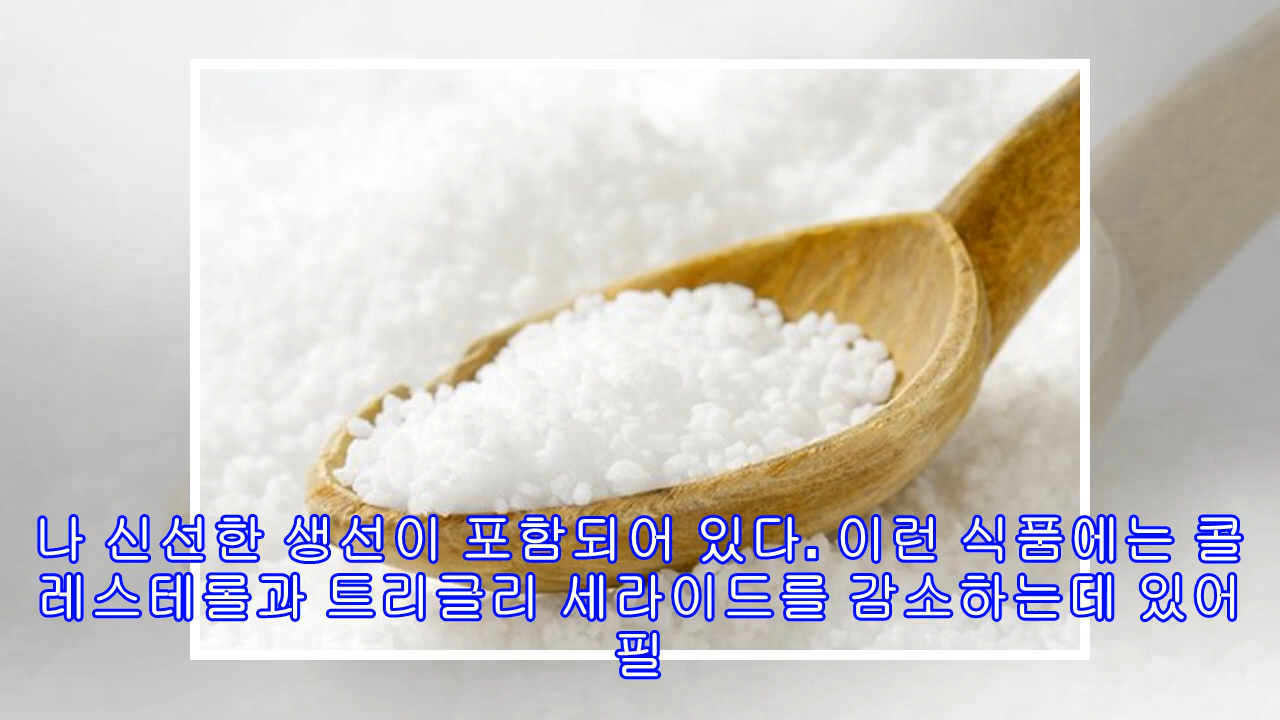 나 신선한 생선이 포함되어 있다. 이런 식품에는 콜
레스테롤과 트리글리 세라이드를 감소하는데 있어
필